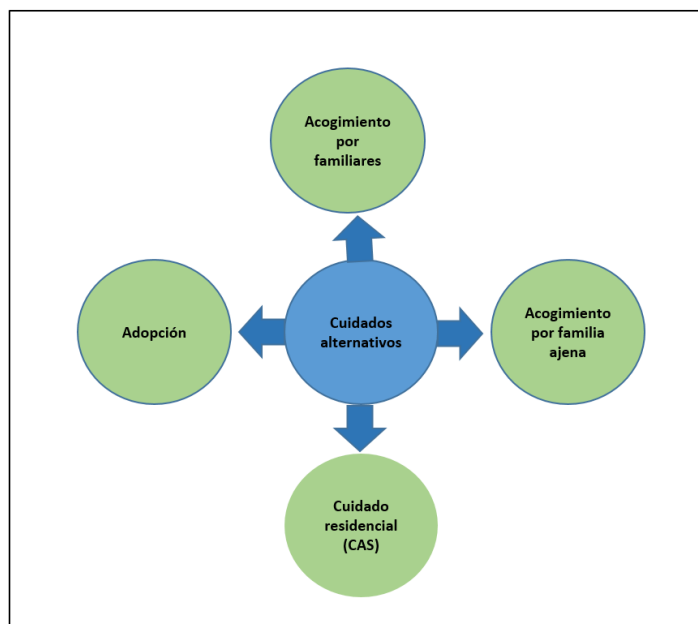 Acogimiento
por
familiares
Adopción
Cuidados
alternativos
Acogimiento
por familia
ajena
Cuidado
residencial
(CAS)